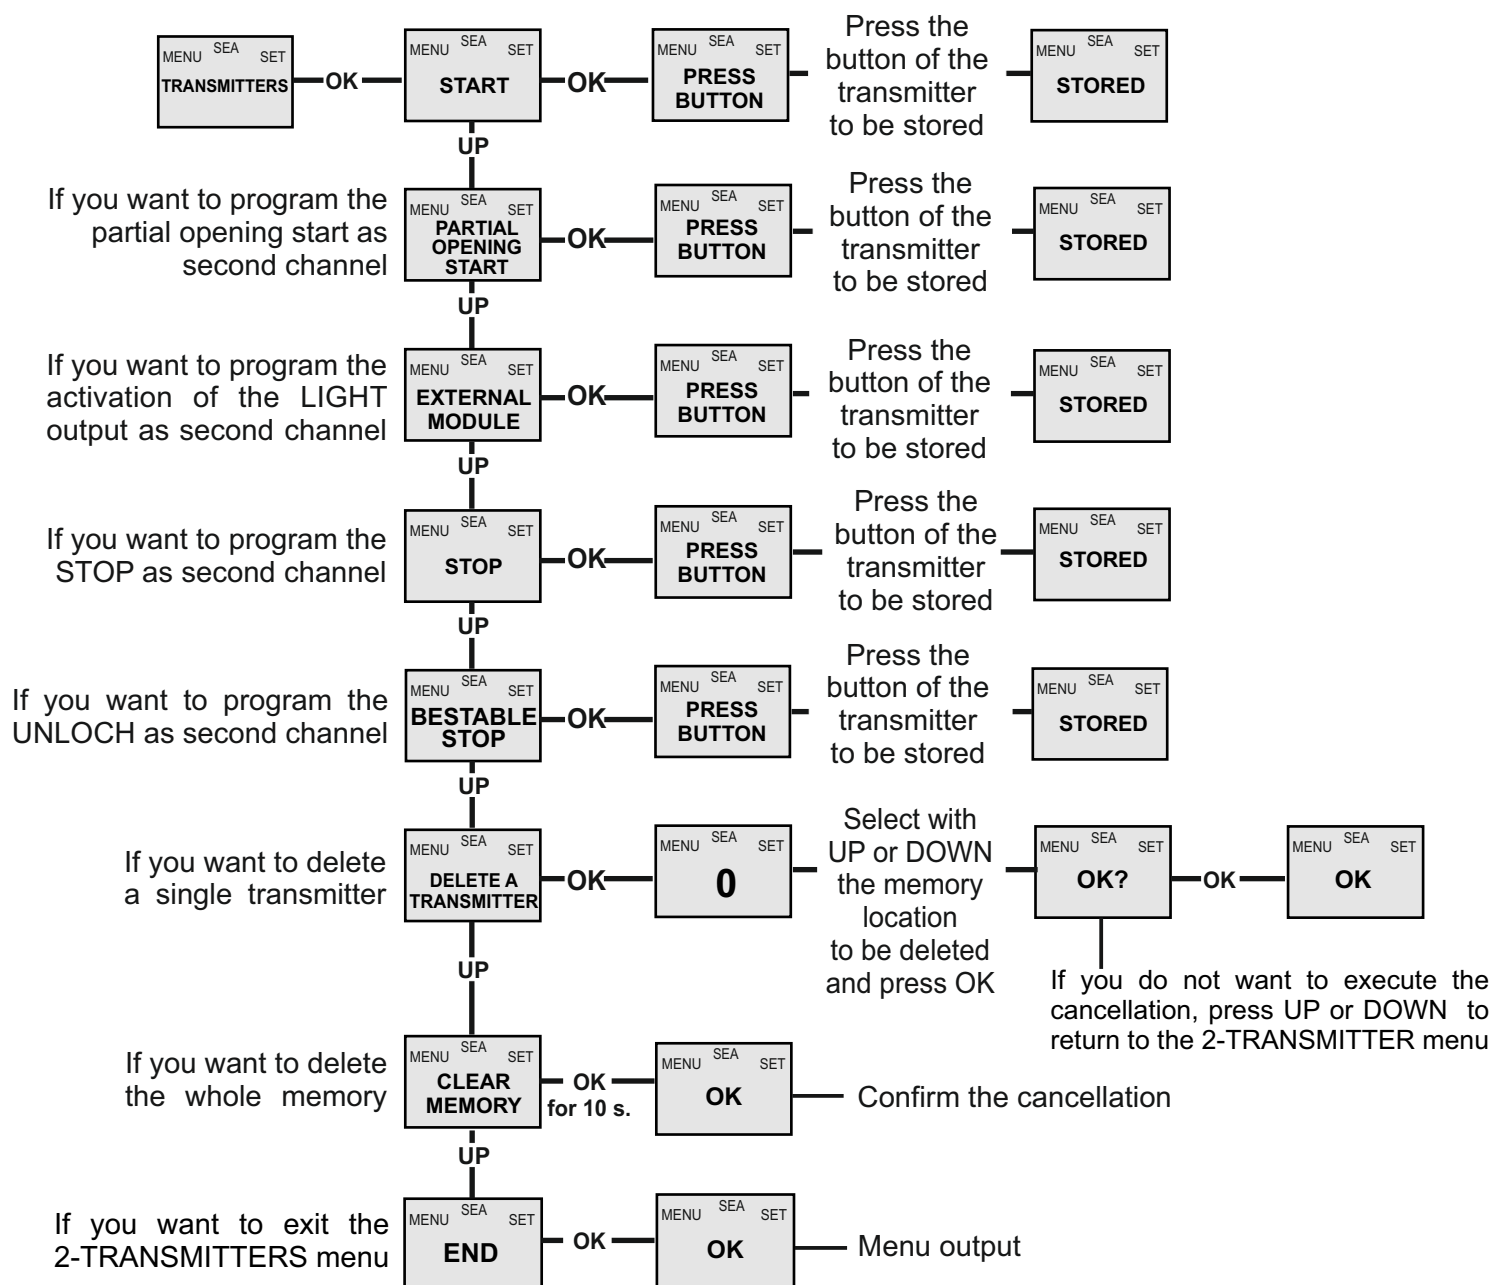 MENU SEA SET
TRANSMITTERS
OK
MENU SEA SET
START
OK
MENU SEA SET
PRESS
BUTTON
Press the
button of the
transmitter
to be stored
MENU SEA SET
STORED
UP
If you want to program the
partial opening start as
second channel
MENU SEA SET
PARTIAL
OPENING
START
OK
MENU SEA SET
PRESS
BUTTON
Press the
button of the
transmitter
to be stored
MENU SEA SET
STORED
UP
If you want to program the
activation of the LIGHT
output as second channel
MENU SEA SET
EXTERNAL
MODULE
OK
MENU SEA SET
PRESS
BUTTON
Press the
button of the
transmitter
to be stored
MENU SEA SET
STORED
UP
If you want to program the
STOP as second channel
MENU SEA SET
STOP
OK
MENU SEA SET
PRESS
BUTTON
Press the
button of the
transmitter
to be stored
MENU SEA SET
STORED
UP
If you want to program the
UNLOCH as second channel
MENU SEA SET
BESTABLE
STOP
OK
MENU SEA SET
PRESS
BUTTON
Press the
button of the
transmitter
to be stored
MENU SEA SET
STORED
UP
If you want to delete
a single transmitter
MENU SEA SET
DELETE A
TRANSMITTER
OK
MENU SEA SET
0
Select with
UP or DOWN
the memory
location
to be deleted
and press OK
MENU SEA SET
OK?
OK
MENU SEA SET
OK
If you do not want to execute the
cancellation, press UP or DOWN to
return to the 2-TRANSMITTER menu
UP
If you want to delete
the whole memory
MENU SEA SET
CLEAR
MEMORY
OK
for 10 s.
MENU SEA SET
OK
Confirm the cancellation
UP
If you want to exit the
2-TRANSMITTERS menu
MENU SEA SET
END
OK
MENU SEA SET
OK
Menu output